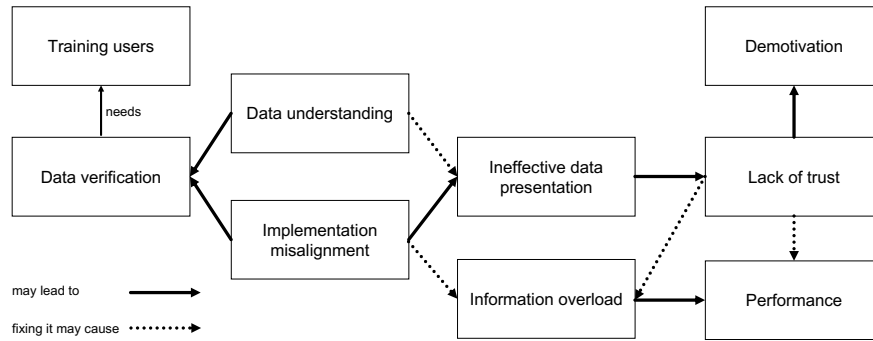 Training users
Demotivation
needs
Data understanding
Data verification
Ineffective data
presentation
Lack of trust
Implementation
misalignment
Information overload
Performance
may lead to
fixing it may cause